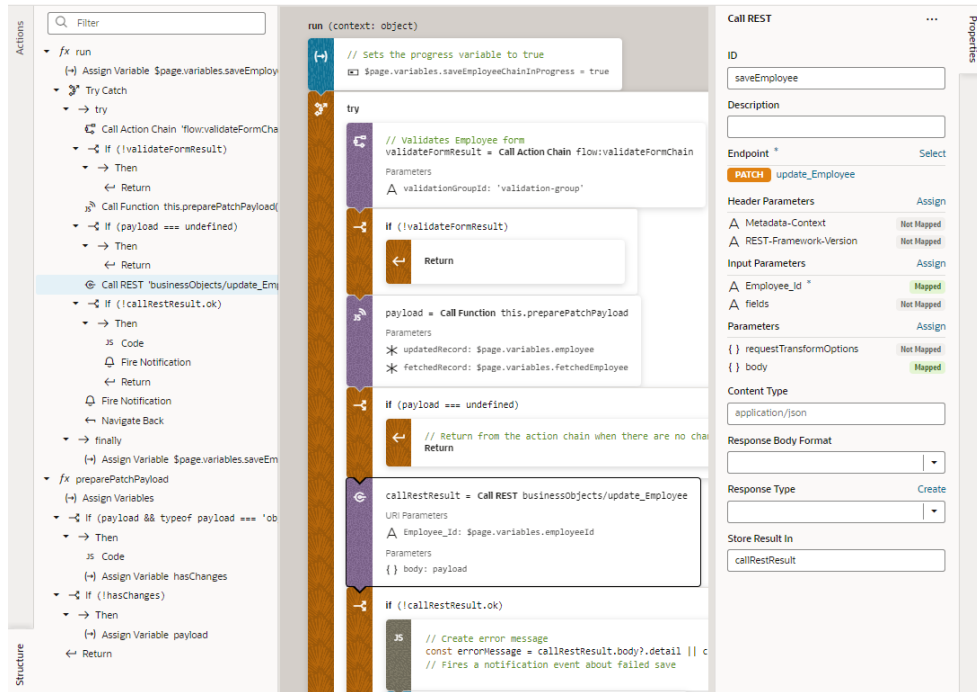 Actions
Structure
Filter
fx run
(→) Assign Variable $page.variables.saveEmploy
Try Catch
→ try
Call Action Chain 'flow:validateFormCha
If (!validateFormResult)
→ Then
Return
Call Function this.preparePatchPayload(
If (payload === undefined)
→ Then
Return
Call REST 'businessObjects/update_Emp
If (!callRestResult.ok)
→ Then
JS Code
Fire Notification
Return
Fire Notification
Navigate Back
→ finally
(→) Assign Variable $page.variables.saveEm
fx preparePatchPayload
(→) Assign Variables
If (payload && typeof payload === 'ob
→ Then
JS Code
(→) Assign Variable hasChanges
If (!hasChanges)
→ Then
(→) Assign Variable payload
Return
run (context: object)
(→) // Sets the progress variable to true
$page.variables.saveEmployeeChainInProgress = true
try
// Validates Employee form
validateFormResult = Call Action Chain flow:validateFormChain
Parameters
A validationGroupId: 'validation-group'
if (!validateFormResult)
Return
JS payload = Call Function this.preparePatchPayload
Parameters
updatedRecord: $page.variables.employee
fetchedRecord: $page.variables.fetchedEmployee
if (payload === undefined)
// Return from the action chain when there are no cha
Return
callRestResult = Call REST businessObjects/update_Employee
URI Parameters
A Employee_Id: $page.variables.employeeId
Parameters
{ } body: payload
if (!callRestResult.ok)
JS // Create error message
const errorMessage = callRestResult.body?.detail || c
// Fires a notification event about failed save
Call REST ...
ID
saveEmployee
Description
Endpoint * Select
PATCH update_Employee
Header Parameters Assign
A Metadata-Context Not Mapped
A REST-Framework-Version Not Mapped
Input Parameters Assign
A Employee_Id * Mapped
A fields Not Mapped
Parameters Assign
{ } requestTransformOptions Not Mapped
{ } body Mapped
Content Type
application/json
Response Body Format
Response Type Create
Store Result In
callRestResult
Properties